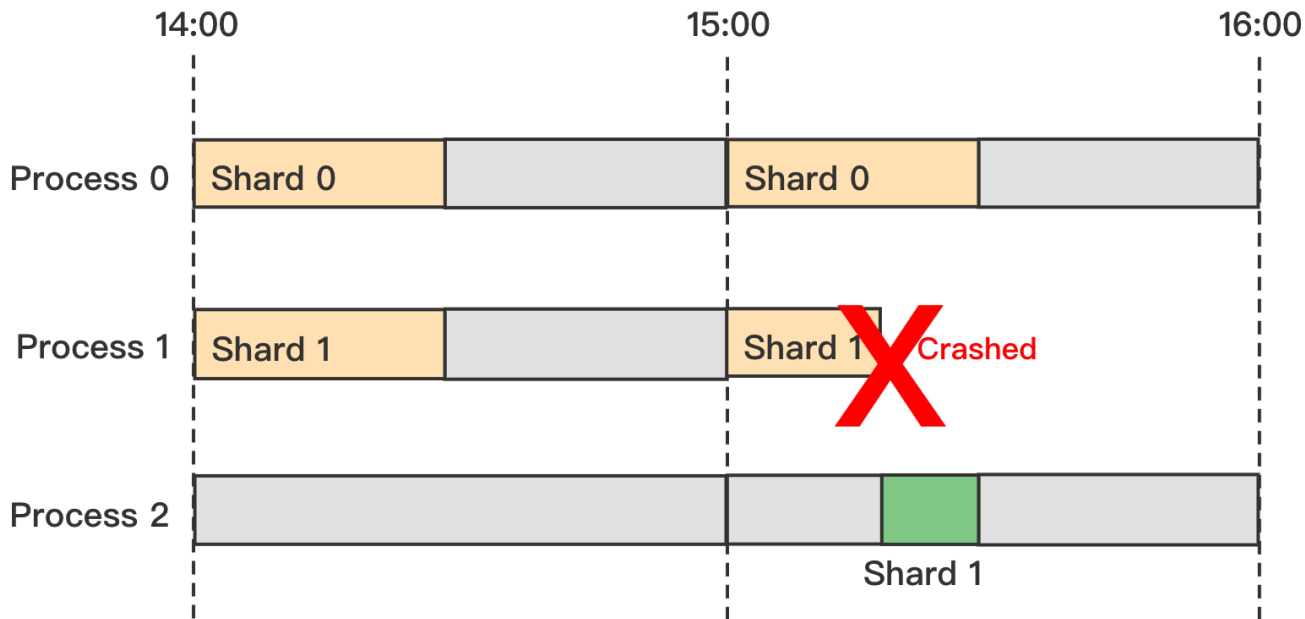 14:00
15:00
16:00
Process 0
Shard 0
Shard 0
Process 1
Shard 1
Shard 1
Crashed
Process 2
Shard 1